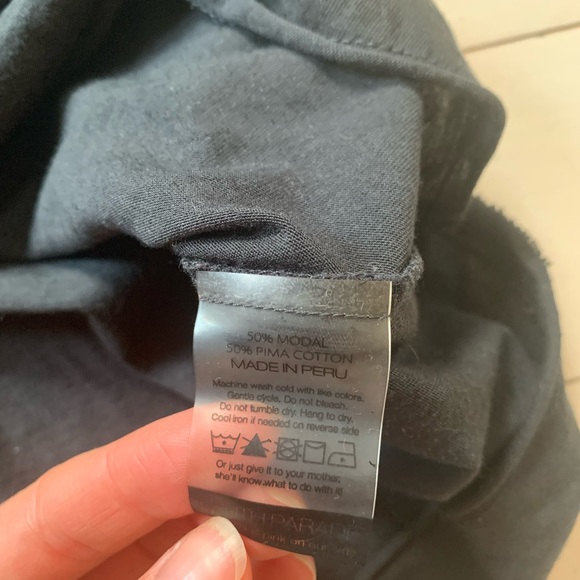 50% MODAL
50% PIMA COTTON
MADE IN PERU
Machine wash cold with like colors.
Gentle cycle. Do not bleach.
Do not tumble dry. Hang to dry.
Cool iron if needed on reverse side
Or just give it to your mother,
she'll know.what to do with it!
PARADE